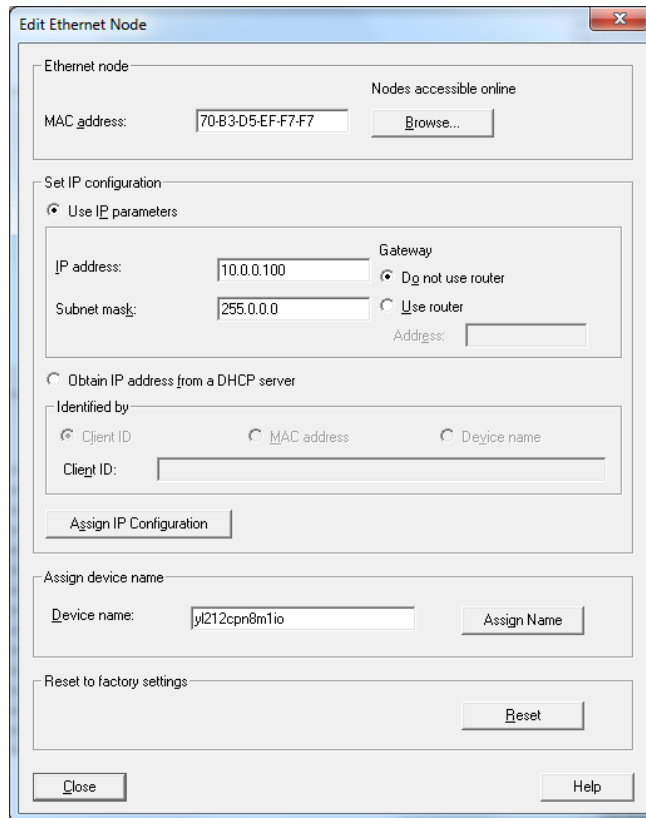 Edit Ethernet Node
Ethernet node
Nodes accessible online
MAC address: 70-B3-D5-EF-F7-F7 Browse...
Set IP configuration
Use IP parameters
Gateway
IP address: 10.0.0.100 Do not use router
Subnet mask: 255.0.0.0 Use router
Address:
Obtain IP address from a DHCP server
Identified by
Client ID MAC address Device name
Client ID:
Assign IP Configuration
Assign device name
Device name: yl212cpn8m1io Assign Name
Reset to factory settings
Reset
Close Help